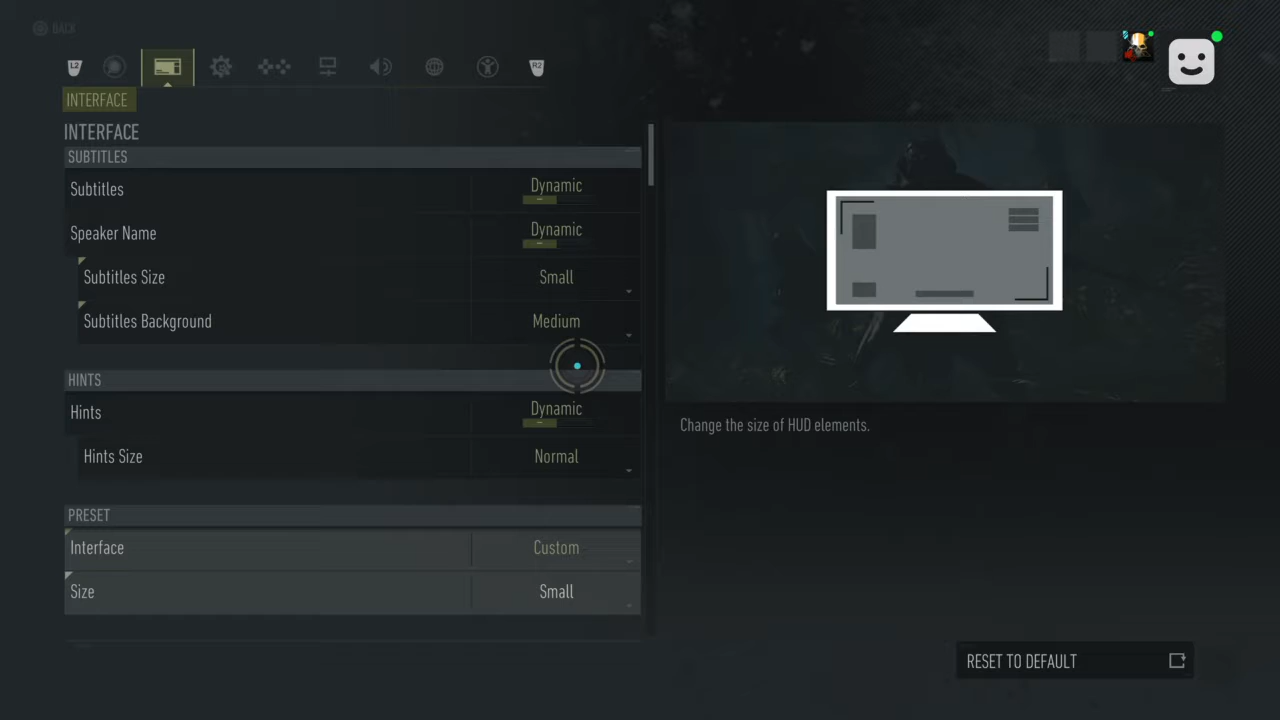 BACK
L2
R2
INTERFACE
INTERFACE
SUBTITLES
Subtitles
Dynamic
Speaker Name
Dynamic
Subtitles Size
Small
Subtitles Background
Medium
HINTS
Hints
Dynamic
Hints Size
Normal
PRESET
Interface
Custom
Size
Small
Change the size of HUD elements.
RESET TO DEFAULT